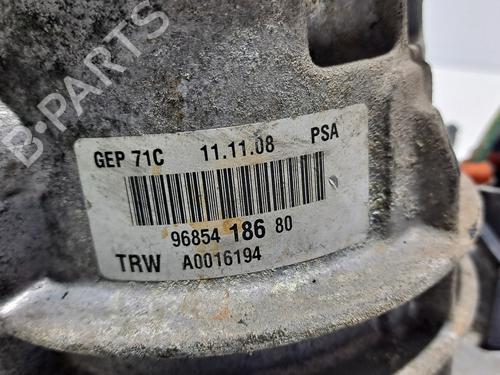 B-PARTS
GEP 71C 11.11.08 PSA
96854 186 80
TRW A0016194